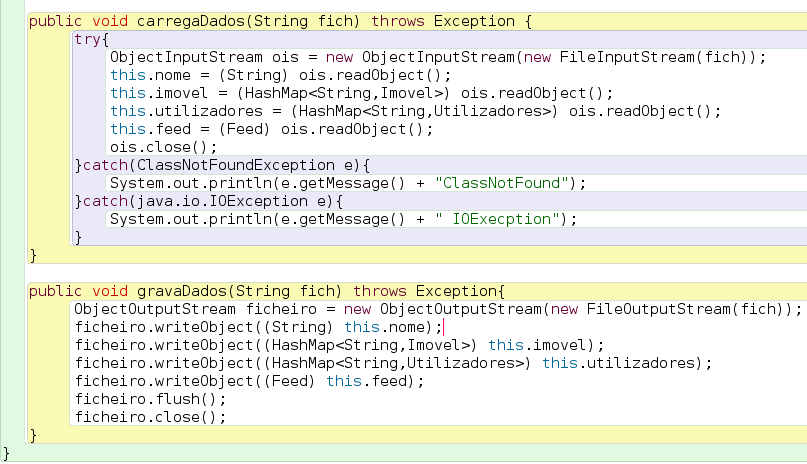 public void carregaDados(String fich) throws Exception {
try{
ObjectInputStream ois = new ObjectInputStream(new FileInputStream(fich));
this.nome = (String) ois.readObject();
this.imovel = (HashMap<String,Imovel>) ois.readObject();
this.utilizadores = (HashMap<String,Utilizadores>) ois.readObject();
this.feed = (Feed) ois.readObject();
ois.close();
}catch(ClassNotFoundException e){
System.out.println(e.getMessage() + "ClassNotFound");
}catch(java.io.IOException e){
System.out.println(e.getMessage() + " IOExecption");
}
}
public void gravaDados(String fich) throws Exception{
ObjectOutputStream ficheiro = new ObjectOutputStream(new FileOutputStream(fich));
ficheiro.writeObject((String) this.nome);
ficheiro.writeObject((HashMap<String,Imovel>) this.imovel);
ficheiro.writeObject((HashMap<String,Utilizadores>) this.utilizadores);
ficheiro.writeObject((Feed) this.feed);
ficheiro.flush();
ficheiro.close();
}
}